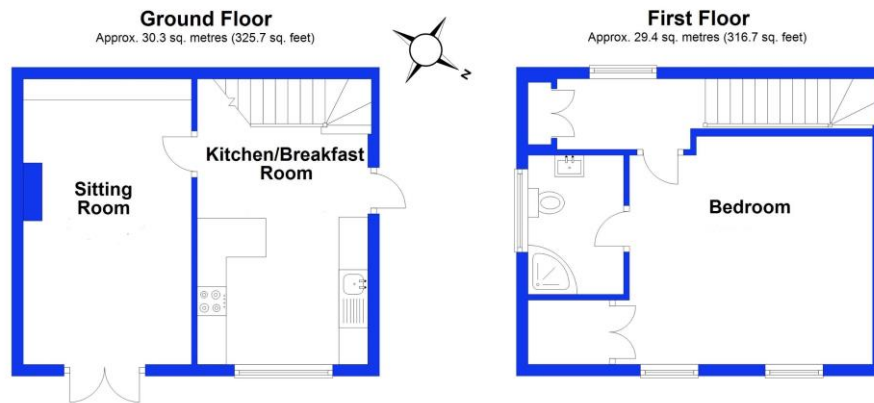 Ground Floor
Approx. 30.3 sq. metres (325.7 sq. feet)
N
First Floor
Approx. 29.4 sq. metres (316.7 sq. feet)
Kitchen/Breakfast
Room
Sitting
Room
Bedroom